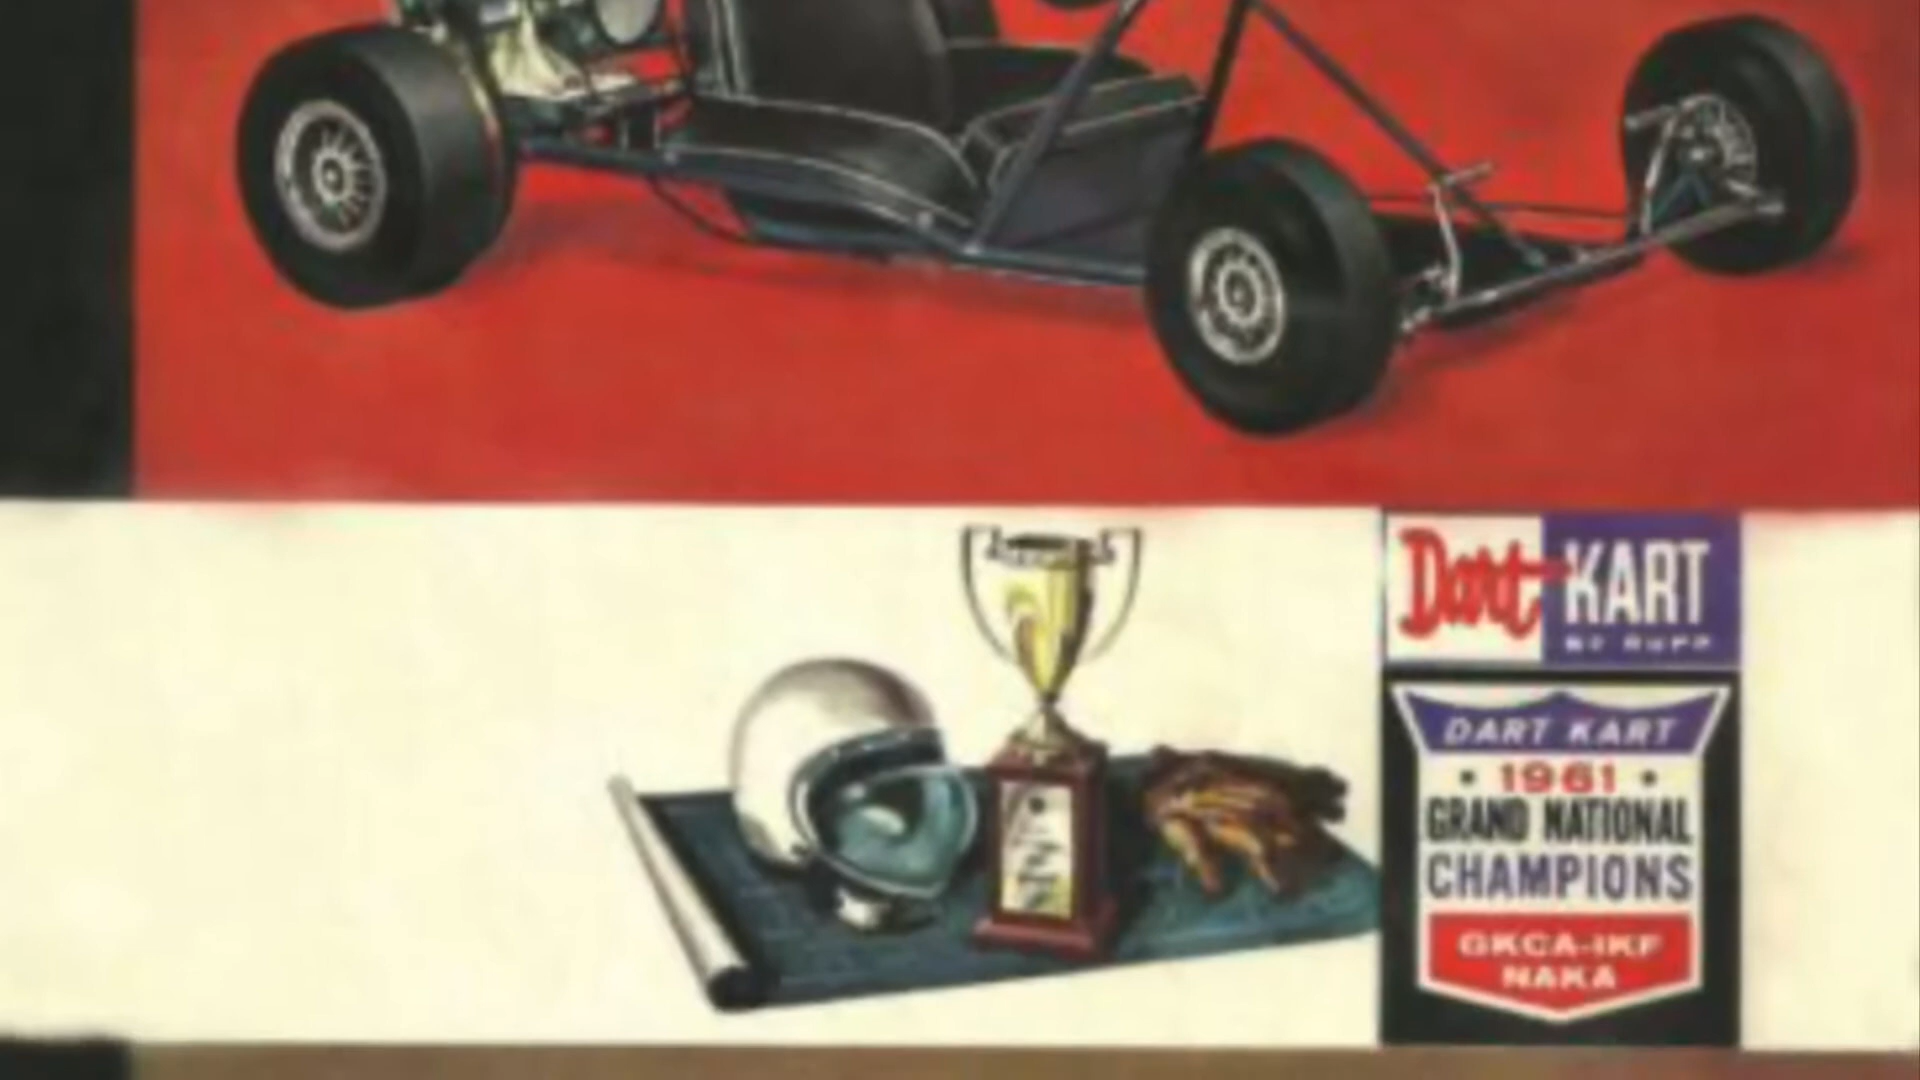 Dart KART
BY RUPP
DART KART
• 1961 •
GRAND NATIONAL
CHAMPIONS
GKCA-IKF
NAKA